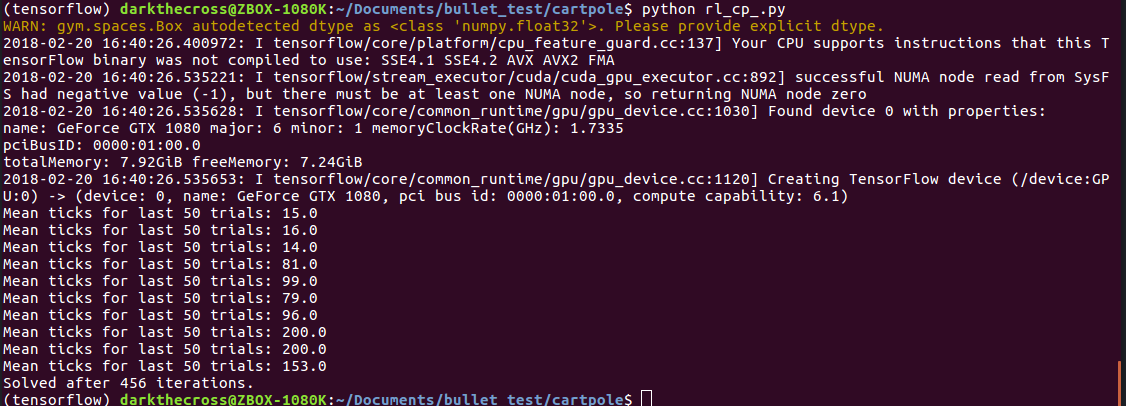 (tensorflow) darkthecross@ZBOX-1080K:~/Documents/bullet_test/cartpole$ python rl_cp_.py
WARN: gym.spaces.Box autodetected dtype as <class 'numpy.float32'>. Please provide explicit dtype.
2018-02-20 16:40:26.400972: I tensorflow/core/platform/cpu_feature_guard.cc:137] Your CPU supports instructions that this T
ensorFlow binary was not compiled to use: SSE4.1 SSE4.2 AVX AVX2 FMA
2018-02-20 16:40:26.535221: I tensorflow/stream_executor/cuda/cuda_gpu_executor.cc:892] successful NUMA node read from SysF
S had negative value (-1), but there must be at least one NUMA node, so returning NUMA node zero
2018-02-20 16:40:26.535628: I tensorflow/core/common_runtime/gpu/gpu_device.cc:1030] Found device 0 with properties:
name: GeForce GTX 1080 major: 6 minor: 1 memoryClockRate(GHz): 1.7335
pciBusID: 0000:01:00.0
totalMemory: 7.92GiB freeMemory: 7.24GiB
2018-02-20 16:40:26.535653: I tensorflow/core/common_runtime/gpu/gpu_device.cc:1120] Creating TensorFlow device (/device:GP
U:0) -> (device: 0, name: GeForce GTX 1080, pci bus id: 0000:01:00.0, compute capability: 6.1)
Mean ticks for last 50 trials: 15.0
Mean ticks for last 50 trials: 16.0
Mean ticks for last 50 trials: 14.0
Mean ticks for last 50 trials: 81.0
Mean ticks for last 50 trials: 99.0
Mean ticks for last 50 trials: 79.0
Mean ticks for last 50 trials: 96.0
Mean ticks for last 50 trials: 200.0
Mean ticks for last 50 trials: 200.0
Mean ticks for last 50 trials: 153.0
Solved after 456 iterations.
(tensorflow) darkthecross@ZBOX-1080K:~/Documents/bullet_test/cartpole$